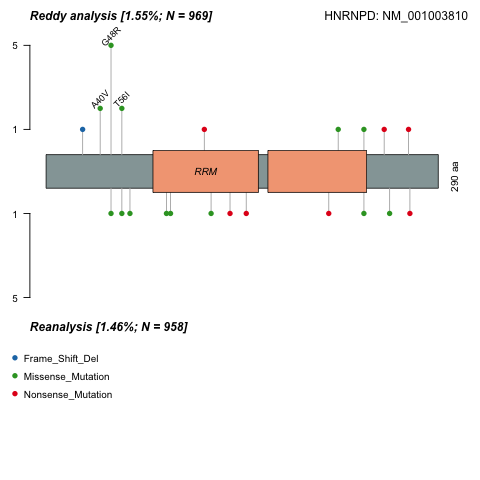 Reddy analysis [1.55%; N = 969]
HNRNPD: NM_001003810
5
G48R
A40V
T56I
1
RRM
290 aa
1
5
Reanalysis [1.46%; N = 958]
Frame_Shift_Del
Missense_Mutation
Nonsense_Mutation